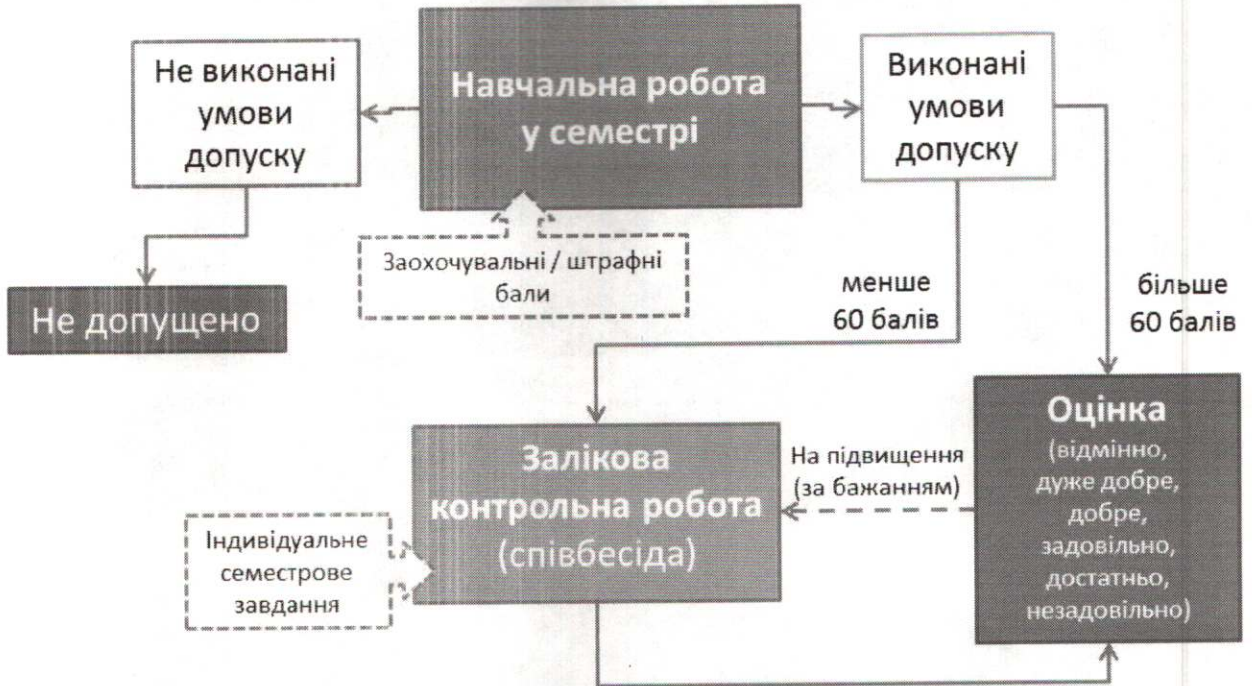 Не виконані
умови
допуску
Навчальна робота
у семестрі
Виконані
умови
допуску
Заохочувальні / штрафні
бали
Не допущено
менше
60 балів
більше
60 балів
Залікова
контрольна робота
(співбесіда)
Індивідуальне
семестрове
завдання
На підвищення
(за бажанням)
Оцінка
(відмінно,
дуже добре,
добре,
задовільно,
достатньо,
незадовільно)